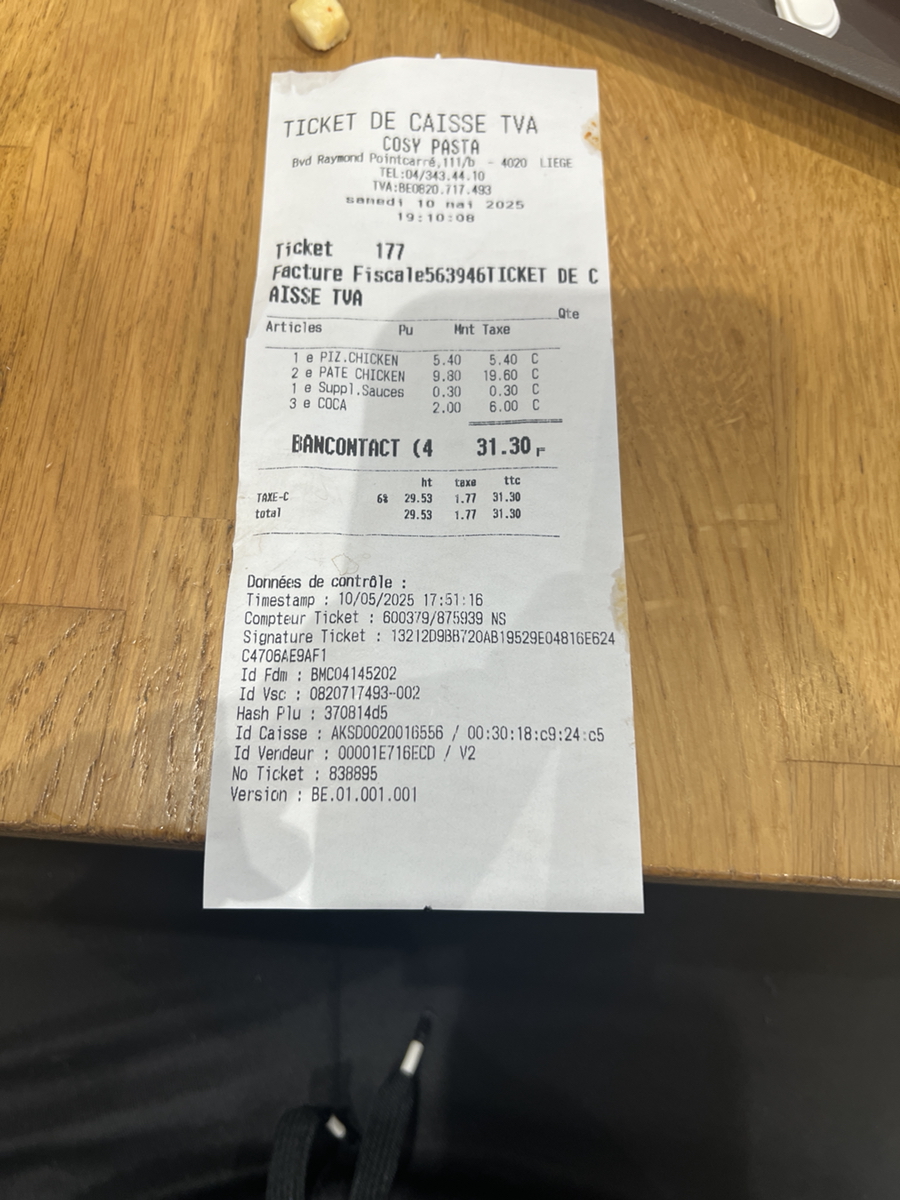 TICKET DE CAISSE TVA
COSY PASTA
Bvd Raymond Pointcarré,111/b - 4020 LIEGE
TEL:04/343.44.10
TVA:BE0820.717.493
samedi 10 mai 2025
19:10:08
Ticket 177
Facture Fiscale563946TICKET DE C
AISSE TVA
Qte
Articles Pu Mnt Taxe
1 e PIZ.CHICKEN 5.40 5.40 C
2 e PATE CHICKEN 9.80 19.60 C
1 e Suppl.Sauces 0.30 0.30 C
3 e COCA 2.00 6.00 C
BANCONTACT (4 31.30
ht taxe ttc
TAXE-C 6% 29.53 1.77 31.30
total 29.53 1.77 31.30
Données de contrôle :
Timestamp : 10/05/2025 17:51:16
Compteur Ticket : 600379/875939 NS
Signature Ticket : 13212D9BB720AB19529E04816E624
C4706AE9AF1
Id Fdm : BMC04145202
Id Vsc : 0820717493-002
Hash Plu : 370814d5
Id Caisse : AKSD0020016556 / 00:30:18:c9:24:c5
Id Vendeur : 00001E716ECD / V2
No Ticket : 838895
Version : BE.01.001.001